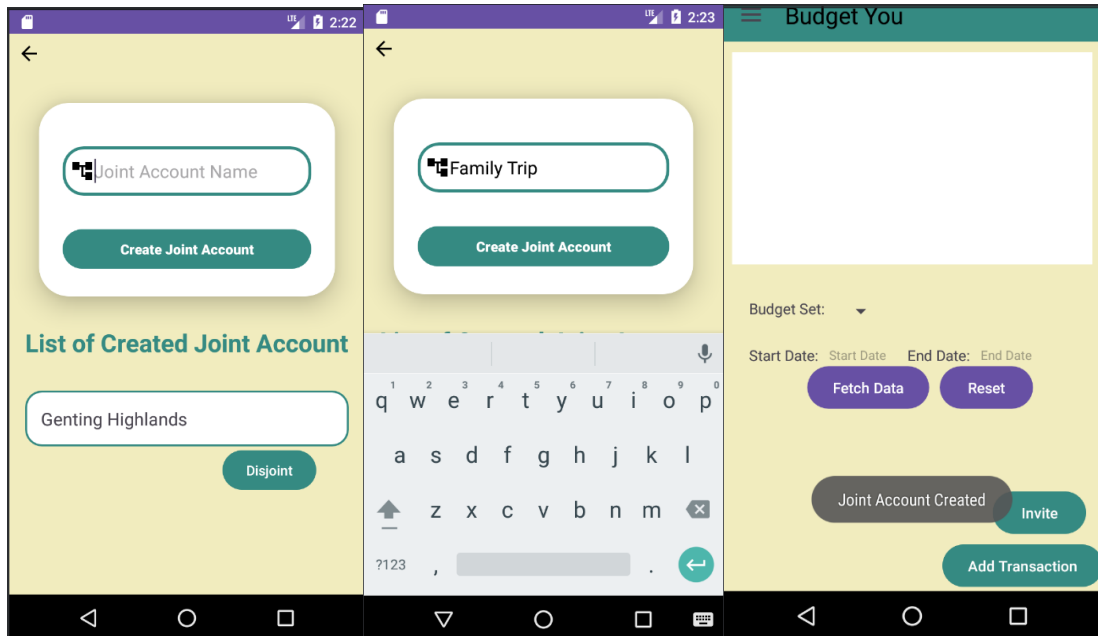 LTE 2:22
Joint Account Name
Create Joint Account
List of Created Joint Account
Genting Highlands
Disjoint
LTE 2:23
Family Trip
Create Joint Account
1 2 3 4 5 6 7 8 9 0
q w e r t y u i o p
a s d f g h j k l
z x c v b n m
?123 , .
Budget You
Budget Set:
Start Date: Start Date End Date: End Date
Fetch Data Reset
Joint Account Created
Invite
Add Transaction